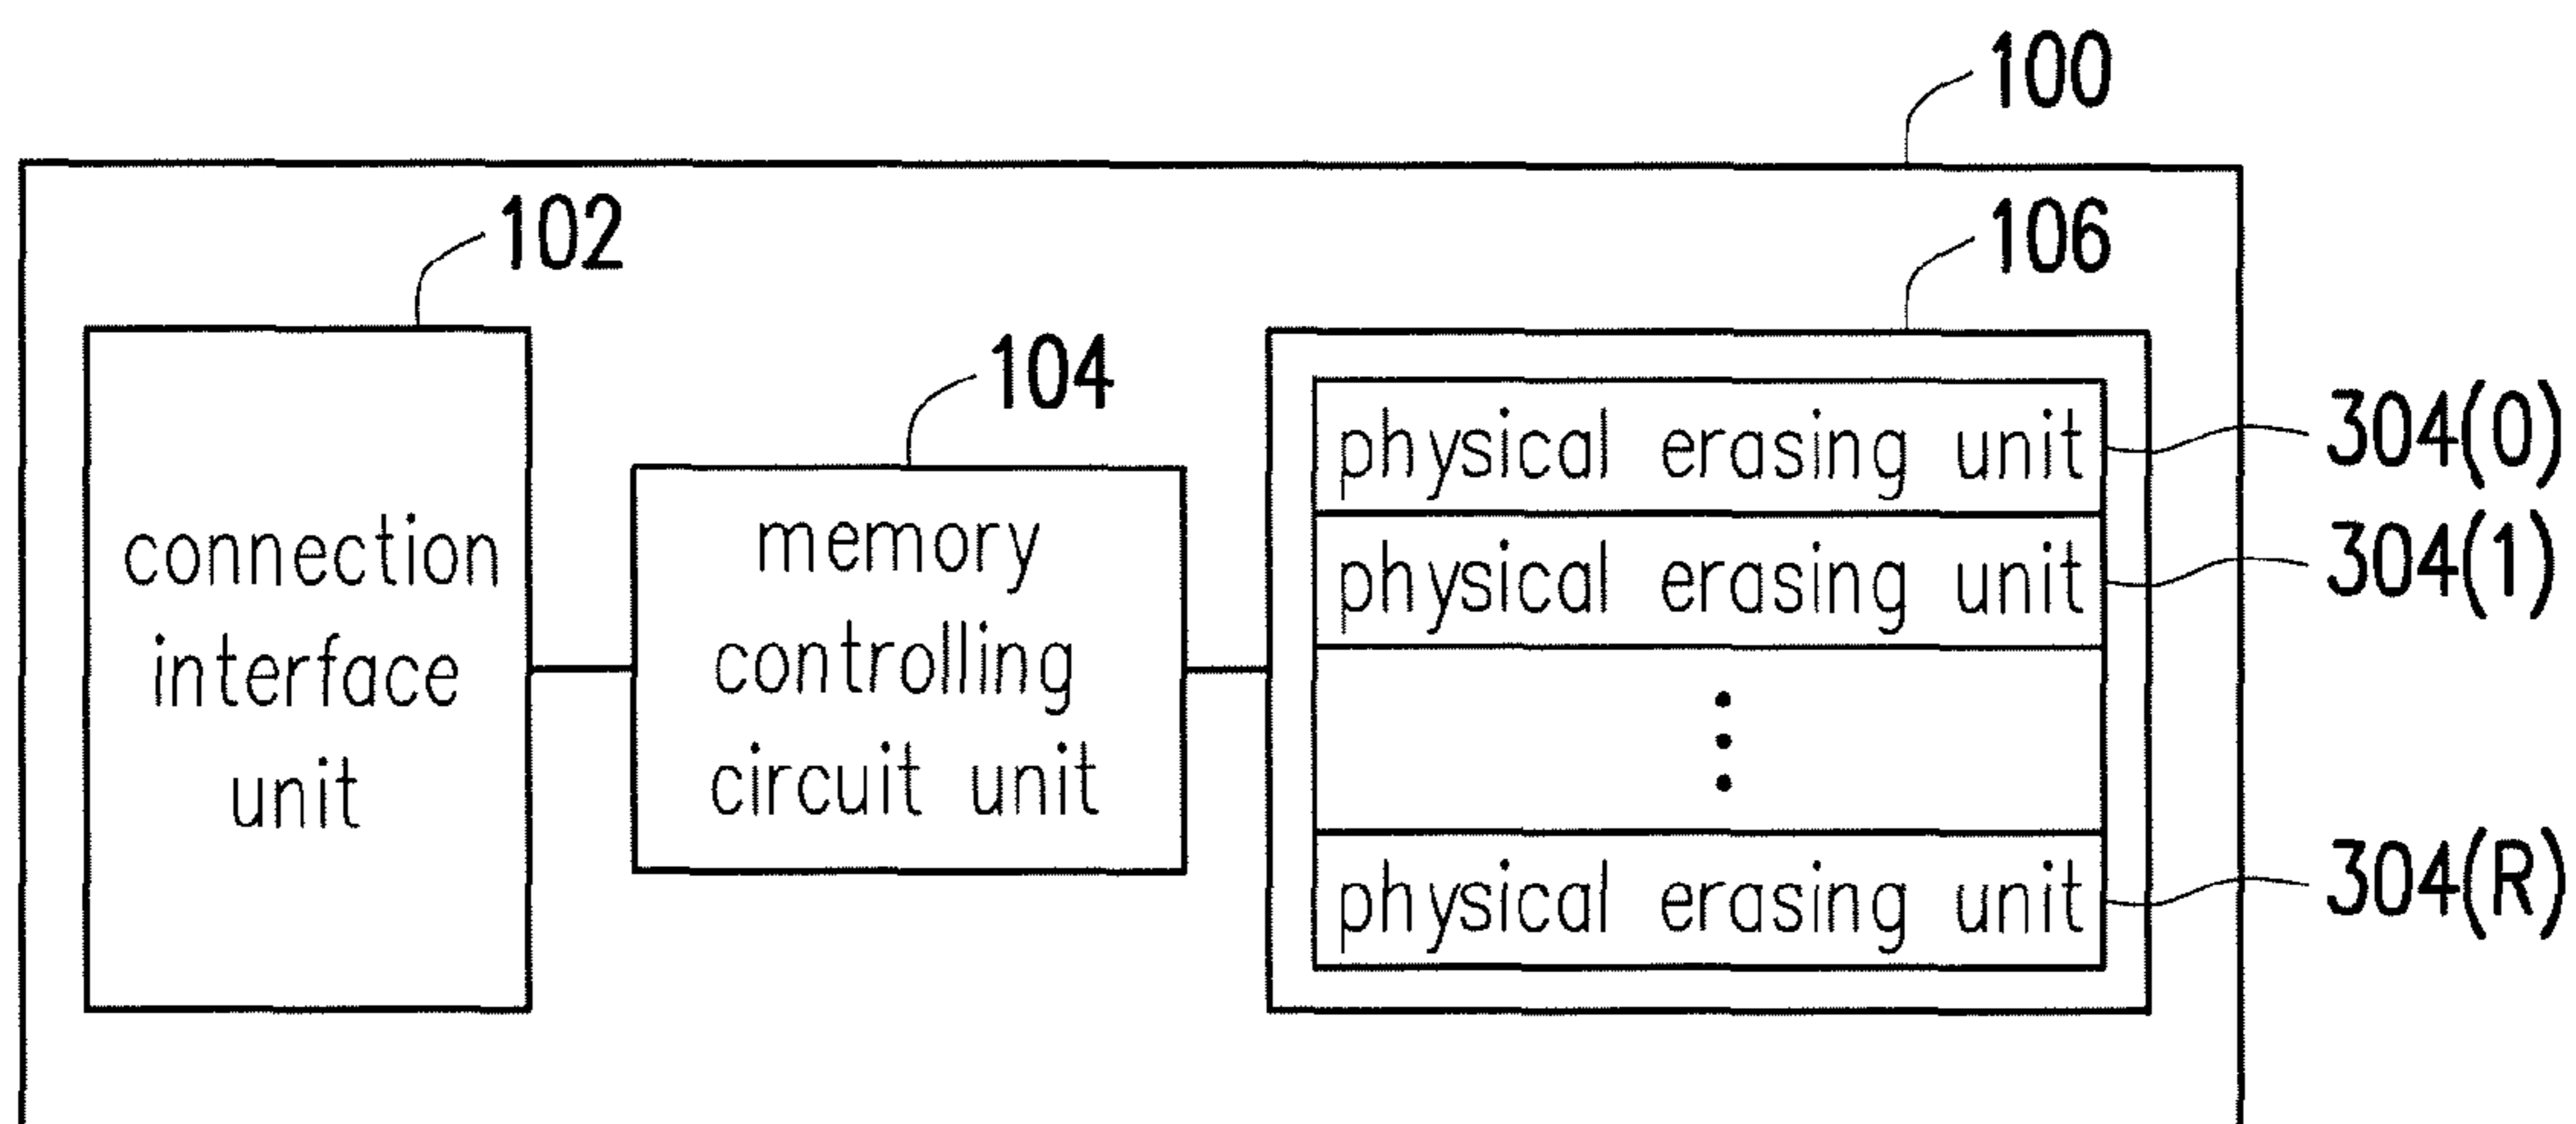 100
102
106
104
connection
interface
unit
memory
controlling
circuit unit
physical erasing unit
304(0)
physical erasing unit
304(1)
physical erasing unit
304(R)